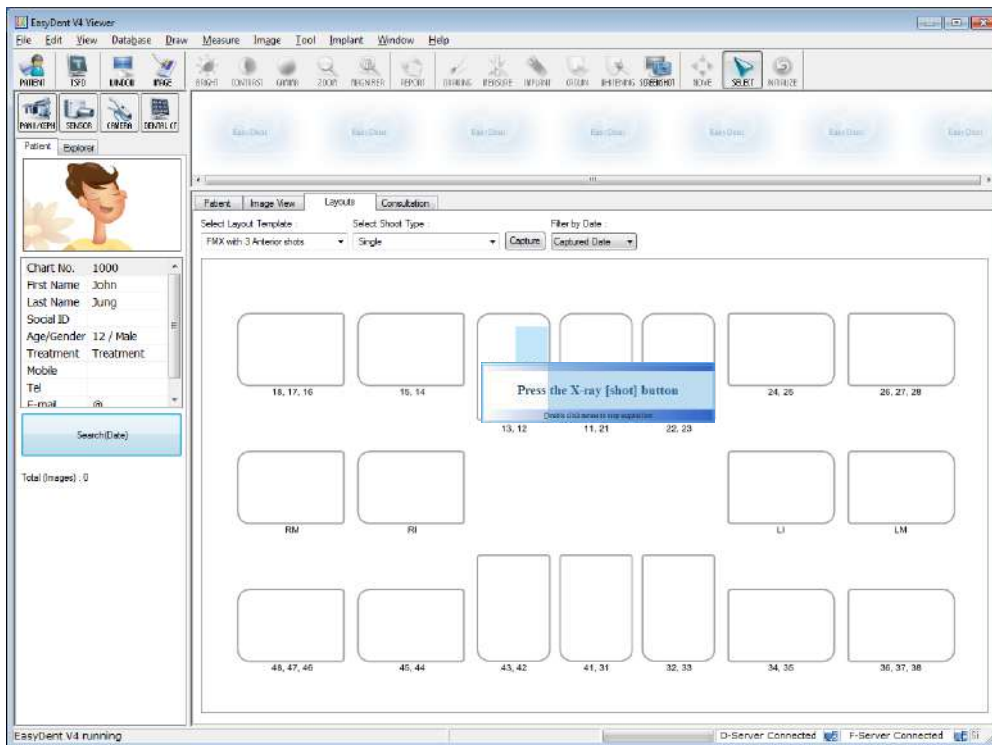 EasyDent V4 Viewer
File Edit View Database Draw Measure Image Tool Implant Window Help
PATIENT TSFD WINDOW IMAGE BRIGHT CONTRAST GAMMA ZOOM MAGNIFIER REPORT DRAWING MEASURE IMPLANT CROWN WHITENING SCREENSHOT MOVE SELECT INITIALIZE
PANO/CEPH SENSOR CAMERA DENTAL CT
EasyDent EasyDent EasyDent EasyDent EasyDent EasyDent EasyDent
Patient Explorer
Patient Image View Layouts Consultation
Select Layout Template : Select Shoot Type : Filter by Date :
FMX with 3 Anterior shots Single Capture Captured Date
Chart No. 1000
First Name John
Last Name Jung
Social ID
Age/Gender 12 / Male
Treatment Treatment
Mobile
Tel
E-mail @
Search(Date)
Total (Images) : 0
18, 17, 16 15, 14 24, 25 26, 27, 28
Press the X-ray [shot] button
13, 12 11, 21 22, 23
RM RI LI LM
48, 47, 46 45, 44 43, 42 41, 31 32, 33 34, 35 36, 37, 38
EasyDent V4 running D-Server Connected F-Server Connected